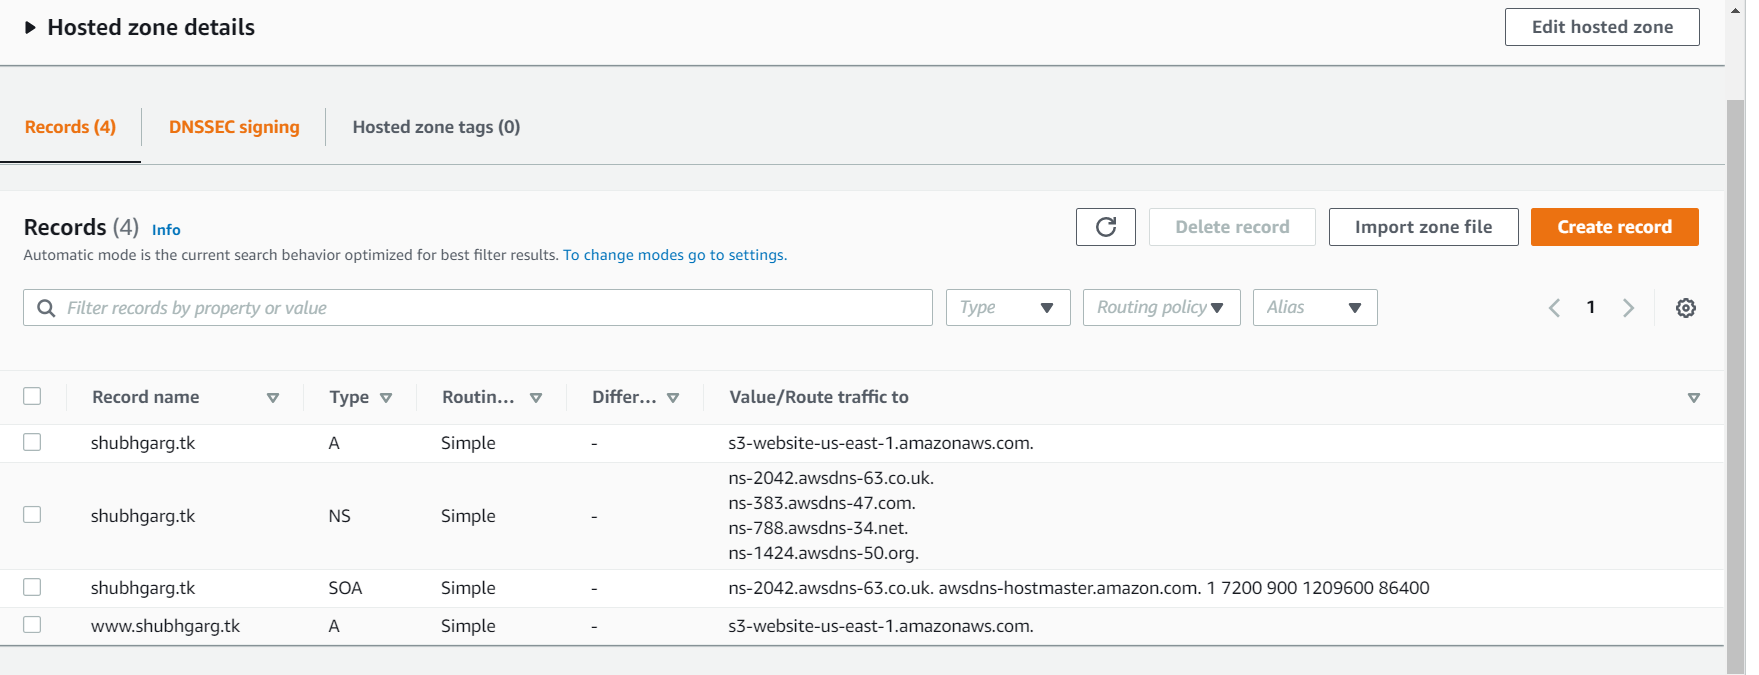 Hosted zone details
Edit hosted zone
Records (4)
DNSSEC signing
Hosted zone tags (0)
Records (4) Info
Automatic mode is the current search behavior optimized for best filter results. To change modes go to settings.
Delete record
Import zone file
Create record
Filter records by property or value
Type
Routing policy
Alias
1
Record name Type Routin... Differ... Value/Route traffic to
shubhgarg.tk A Simple - s3-website-us-east-1.amazonaws.com.
ns-2042.awsdns-63.co.uk.
ns-383.awsdns-47.com.
shubhgarg.tk NS Simple -
ns-788.awsdns-34.net.
ns-1424.awsdns-50.org.
shubhgarg.tk SOA Simple - ns-2042.awsdns-63.co.uk. awsdns-hostmaster.amazon.com. 1 7200 900 1209600 86400
www.shubhgarg.tk A Simple - s3-website-us-east-1.amazonaws.com.